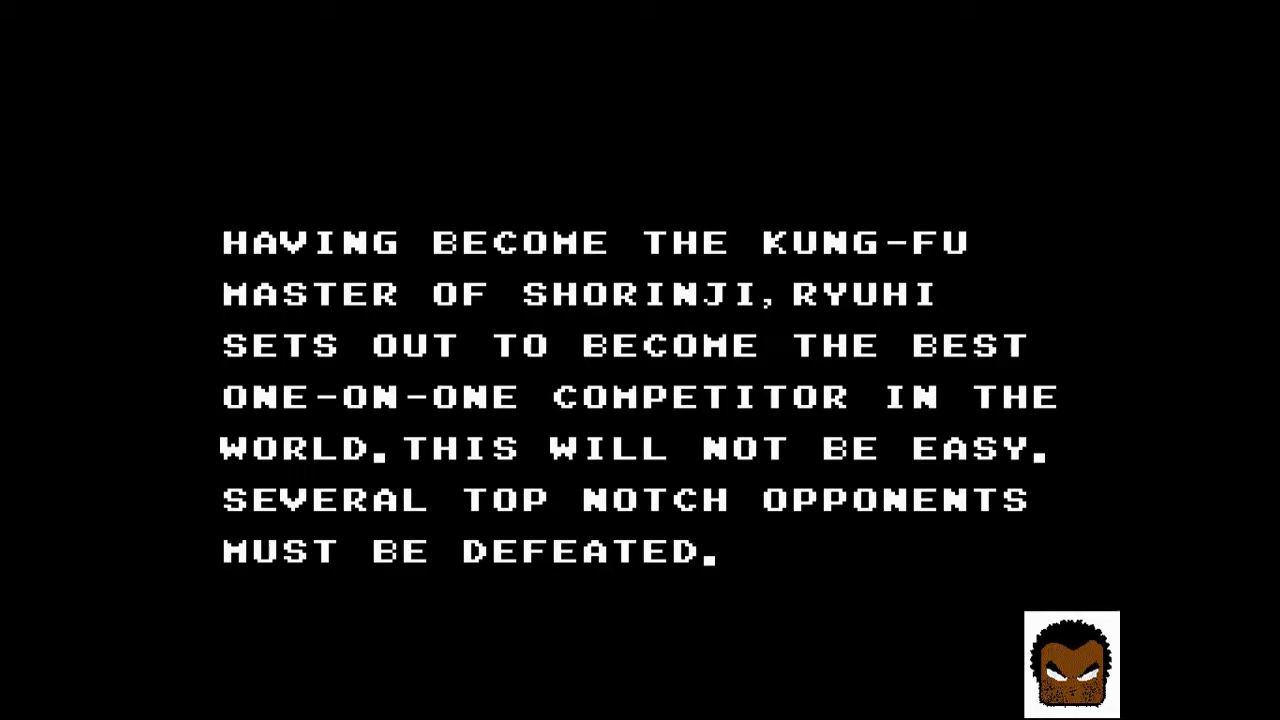 HAVING BECOME THE KUNG-FU
MASTER OF SHORINJI,RYUHI
SETS OUT TO BECOME THE BEST
ONE-ON-ONE COMPETITOR IN THE
WORLD.THIS WILL NOT BE EASY.
SEVERAL TOP NOTCH OPPONENTS
MUST BE DEFEATED.